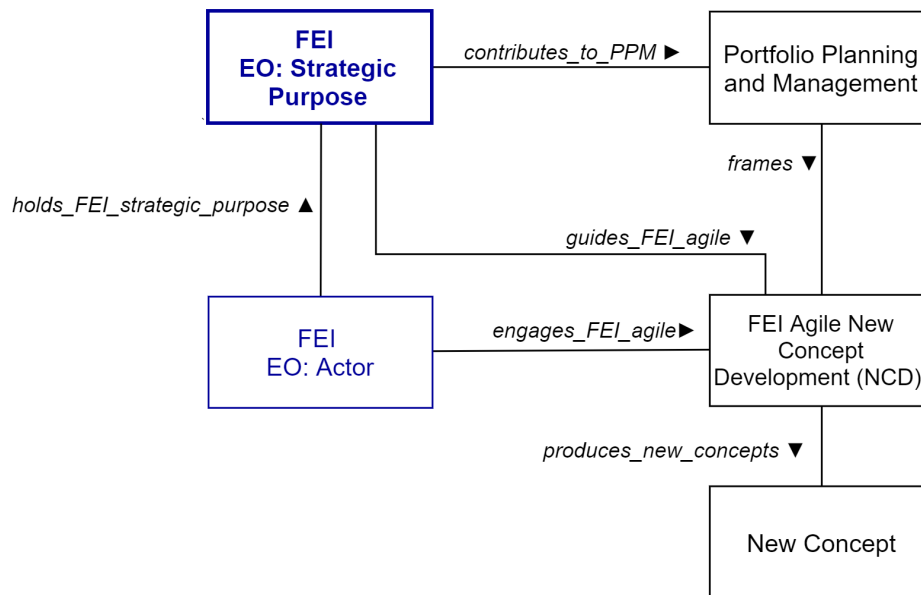 FEI
EO: Strategic
Purpose
contributes_to_PPM ►
Portfolio Planning
and Management
frames ▼
holds_FEI_strategic_purpose ▲
guides_FEI_agile ▼
FEI
EO: Actor
engages_FEI_agile►
FEI Agile New
Concept
Development (NCD)
produces_new_concepts ▼
New Concept